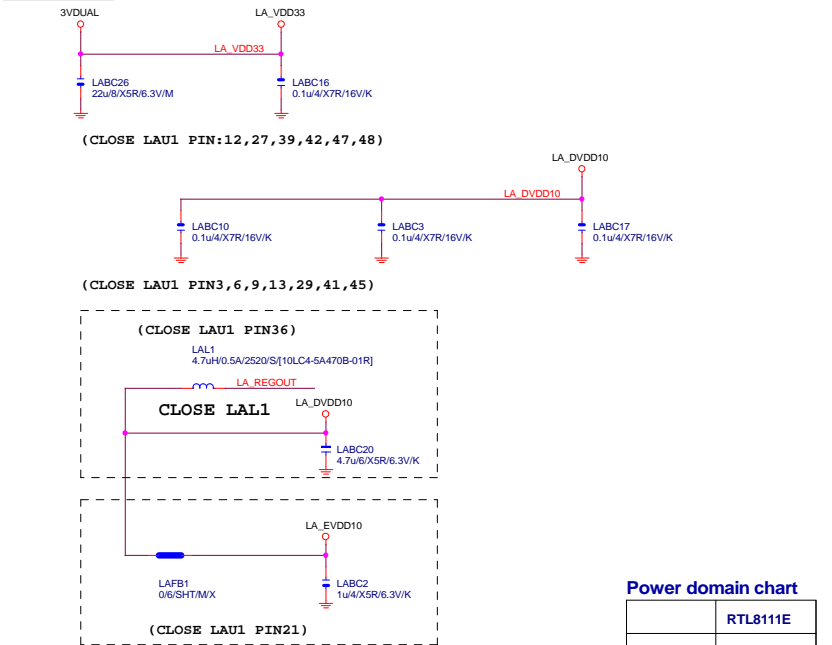 3VDUAL
LA_VDD33
LA_VDD33
LABC26
22u/8/X5R/6.3V/M
LABC16
0.1u/4/X7R/16V/K
(CLOSE LAU1 PIN:12,27,39,42,47,48)
LA_DVDD10
LA_DVDD10
LABC10
0.1u/4/X7R/16V/K
LABC3
0.1u/4/X7R/16V/K
LABC17
0.1u/4/X7R/16V/K
(CLOSE LAU1 PIN3,6,9,13,29,41,45)
(CLOSE LAU1 PIN36)
LAL1
4.7uH/0.5A/2520/S/[10LC4-5A470B-01R]
LA_REGOUT
CLOSE LAL1
LA_DVDD10
LABC20
4.7u/6/X5R/6.3V/K
LA_EVDD10
LAFB1
0/6/SHT/M/X
LABC2
1u/4/X5R/6.3V/K
(CLOSE LAU1 PIN21)
Power domain chart
RTL8111E